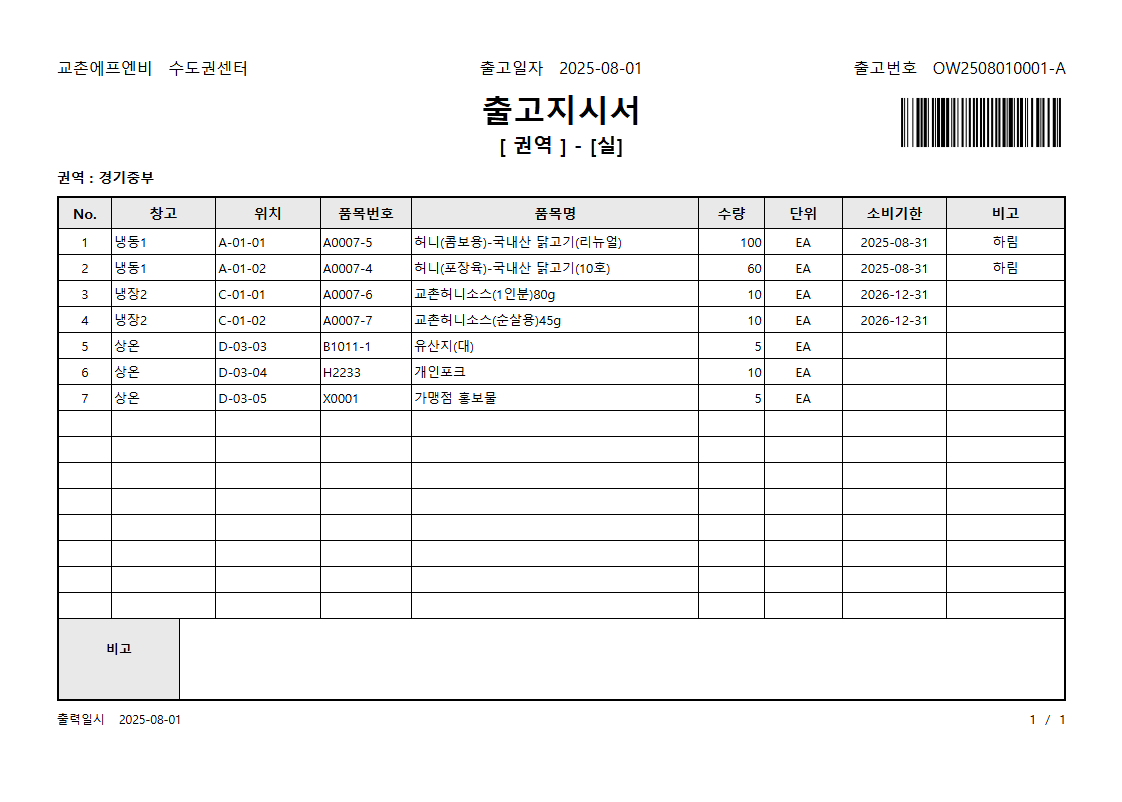 교촌에프엔비 수도권센터 출고일자 2025-08-01 출고번호 OW2508010001-A
출고지시서
[ 권역 ] - [실]
권역 : 경기중부
No. 창고 위치 품목번호 품목명 수량 단위 소비기한 비고
1 냉동1 A-01-01 A0007-5 허니(콤보용)-국내산 닭고기(리뉴얼) 100 EA 2025-08-31 하림
2 냉동1 A-01-02 A0007-4 허니(포장육)-국내산 닭고기(10호) 60 EA 2025-08-31 하림
3 냉장2 C-01-01 A0007-6 교촌허니소스(1인분)80g 10 EA 2026-12-31
4 냉장2 C-01-02 A0007-7 교촌허니소스(순살용)45g 10 EA 2026-12-31
5 상온 D-03-03 B1011-1 유산지(대) 5 EA
6 상온 D-03-04 H2233 개인포크 10 EA
7 상온 D-03-05 X0001 가맹점 홍보물 5 EA
비고
출력일시 2025-08-01 1 / 1